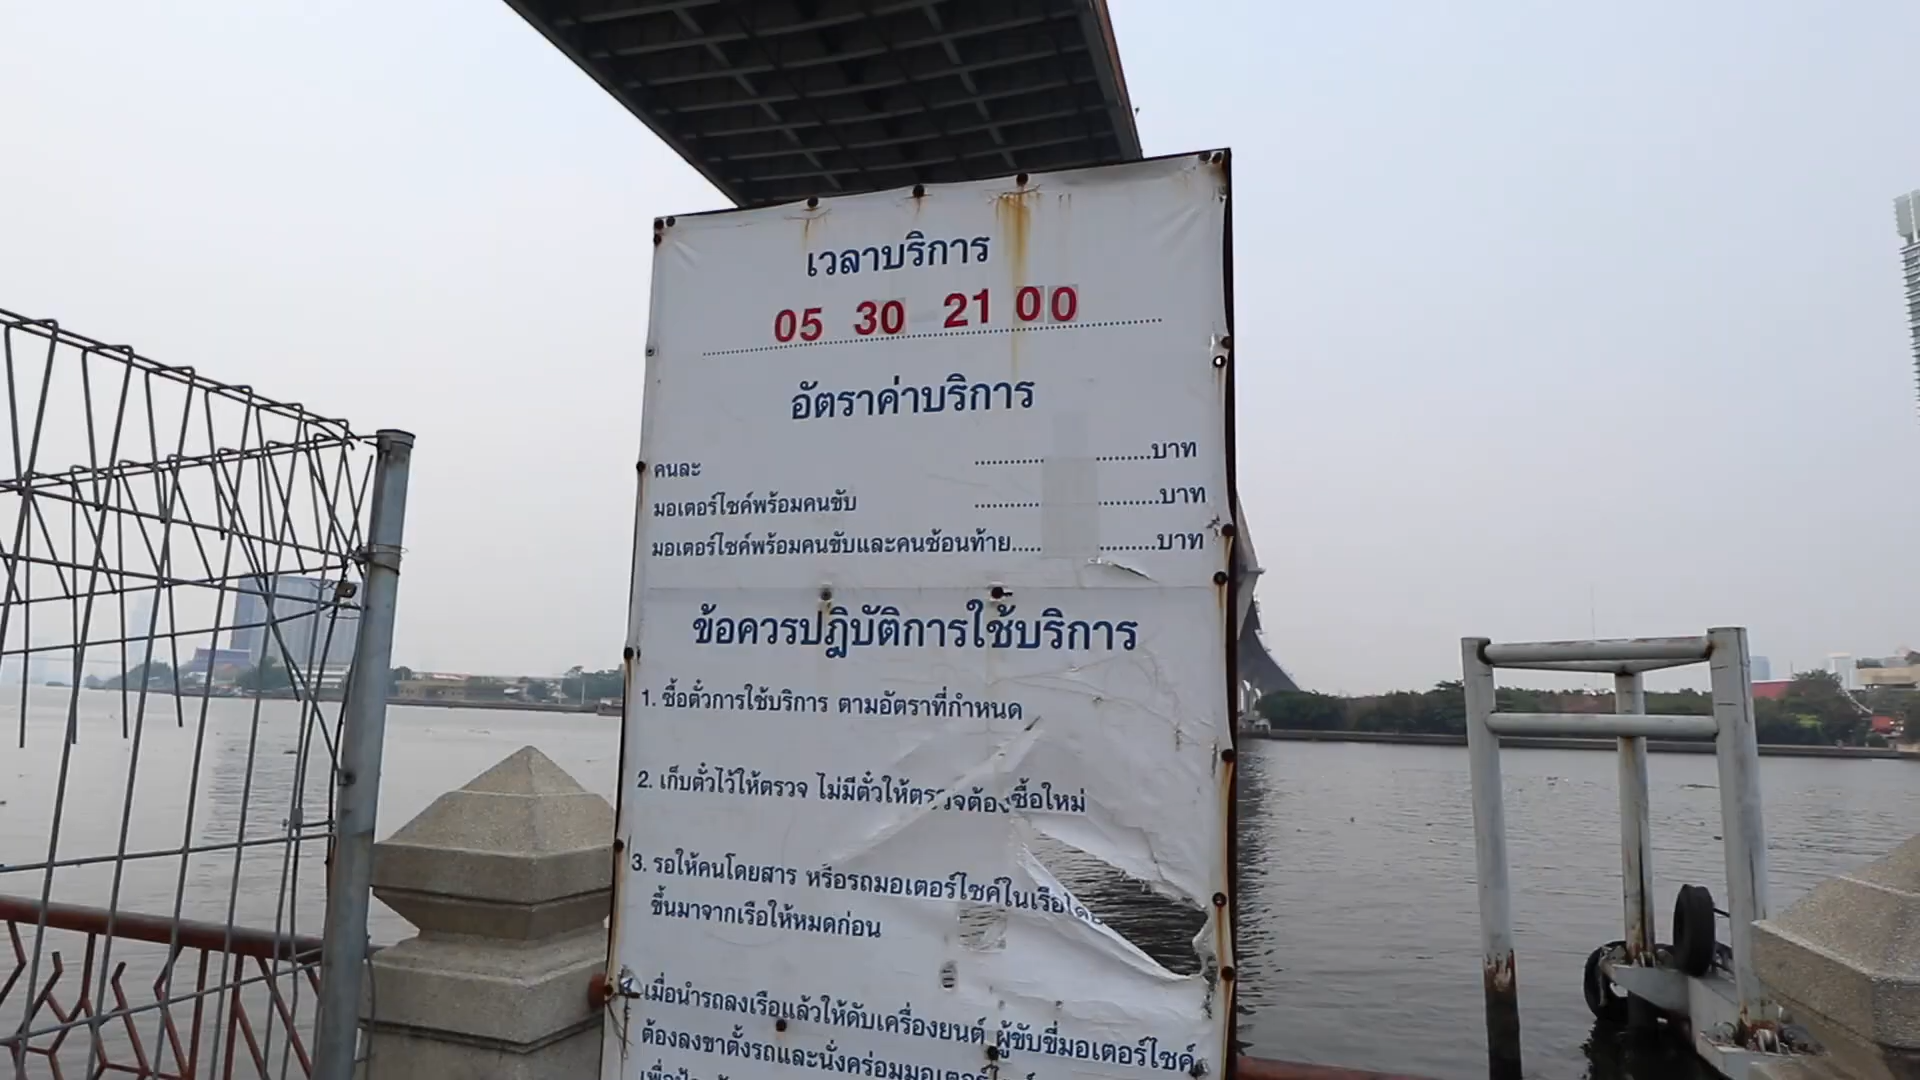 เวลาบริการ
05 30 21 00
อัตราค่าบริการ
คนละ ....................บาท
มอเตอร์ไซค์พร้อมคนขับ ....................บาท
มอเตอร์ไซค์พร้อมคนขับและคนซ้อนท้าย..............บาท
ข้อควรปฎิบัติการใช้บริการ
1. ซื้อตั๋วการใช้บริการ ตามอัตราที่กำหนด
2. เก็บตั๋วไว้ให้ตรวจ ไม่มีตั๋วให้ตรวจต้องซื้อใหม่
3. รอให้คนโดยสาร หรือรถมอเตอร์ไซค์ในเรือ
ขึ้นมาจากเรือให้หมดก่อน
4. เมื่อนำรถลงเรือแล้วให้ดับเครื่องยนต์ ผู้ขับขี่มอเตอร์ไซค์
ต้องลงขาตั้งรถและนั่งคร่อมมอเตอร์